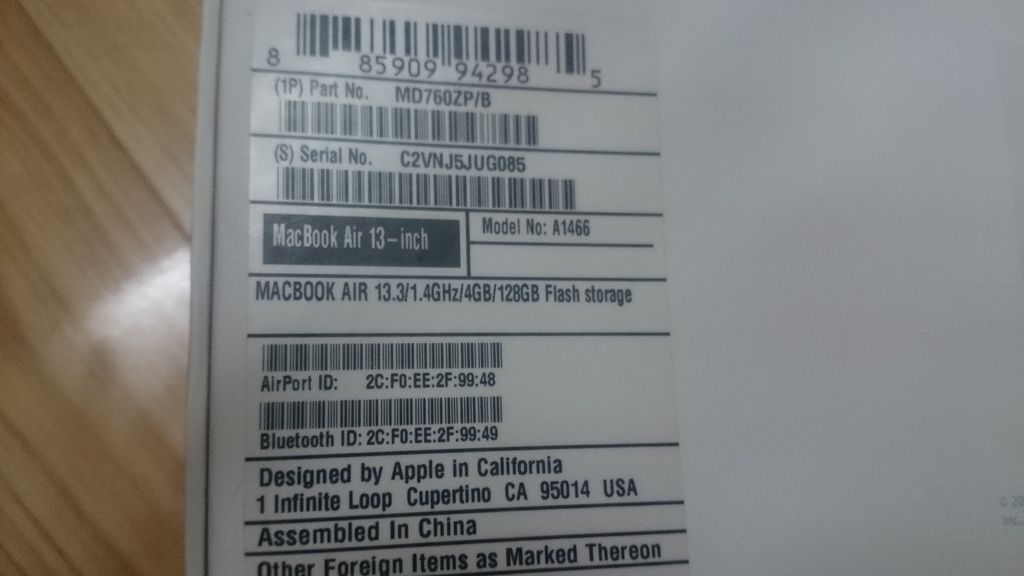 8 85909 94298 5
(1P) Part No. MD760ZP/B
(S) Serial No. C2VNJ5JUG085
MacBook Air 13-inch
Model No: A1466
MACBOOK AIR 13.3/1.4GHz/4GB/128GB Flash storage
AirPort ID: 2C:F0:EE:2F:99:48
Bluetooth ID: 2C:F0:EE:2F:99:49
Designed by Apple in California
1 Infinite Loop Cupertino CA 95014 USA
Assembled In China
Other Foreign Items as Marked Thereon
Inc.